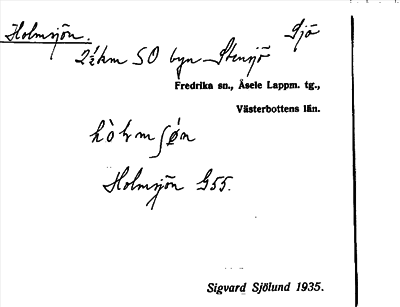 Holmsjön. Sjö
2½ km SO byn Stensjö
Fredrika sn., Åsele Lappm. tg.,
Västerbottens län.
hòlmʃø̀n
Holmsjön G55.
Sigvard Sjölund 1935.